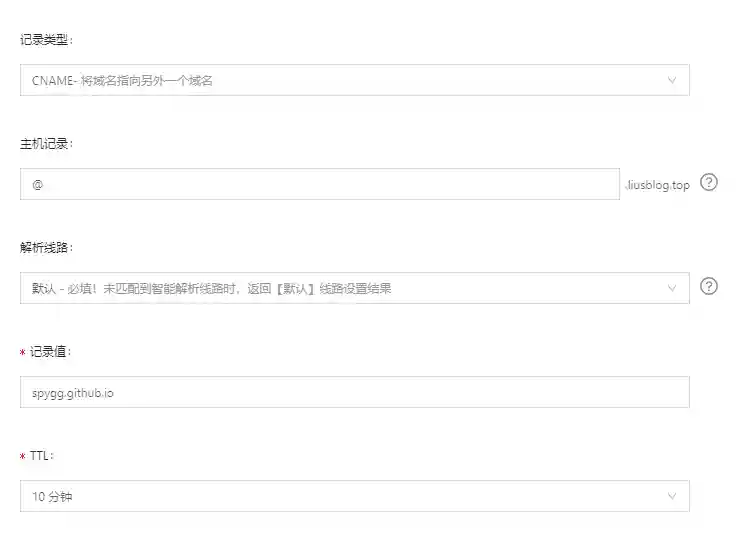 记录类型：
CNAME- 将域名指向另外一个域名
主机记录：
@ .liusblog.top ?
解析线路：
默认 - 必填！未匹配到智能解析线路时，返回【默认】线路设置结果 ?
* 记录值：
spygg.github.io
* TTL：
10 分钟